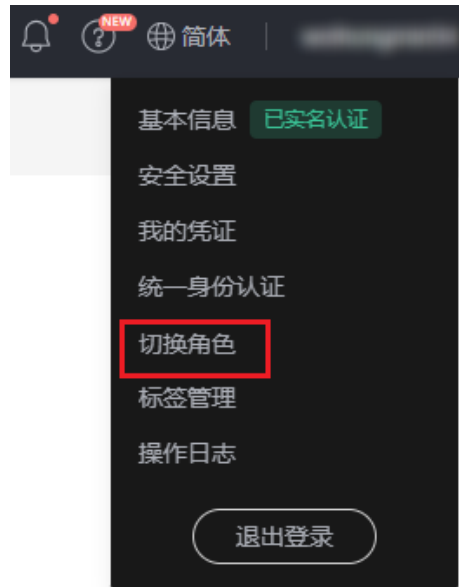 NEW 简体
基本信息 已实名认证
安全设置
我的凭证
统一身份认证
切换角色
标签管理
操作日志
退出登录